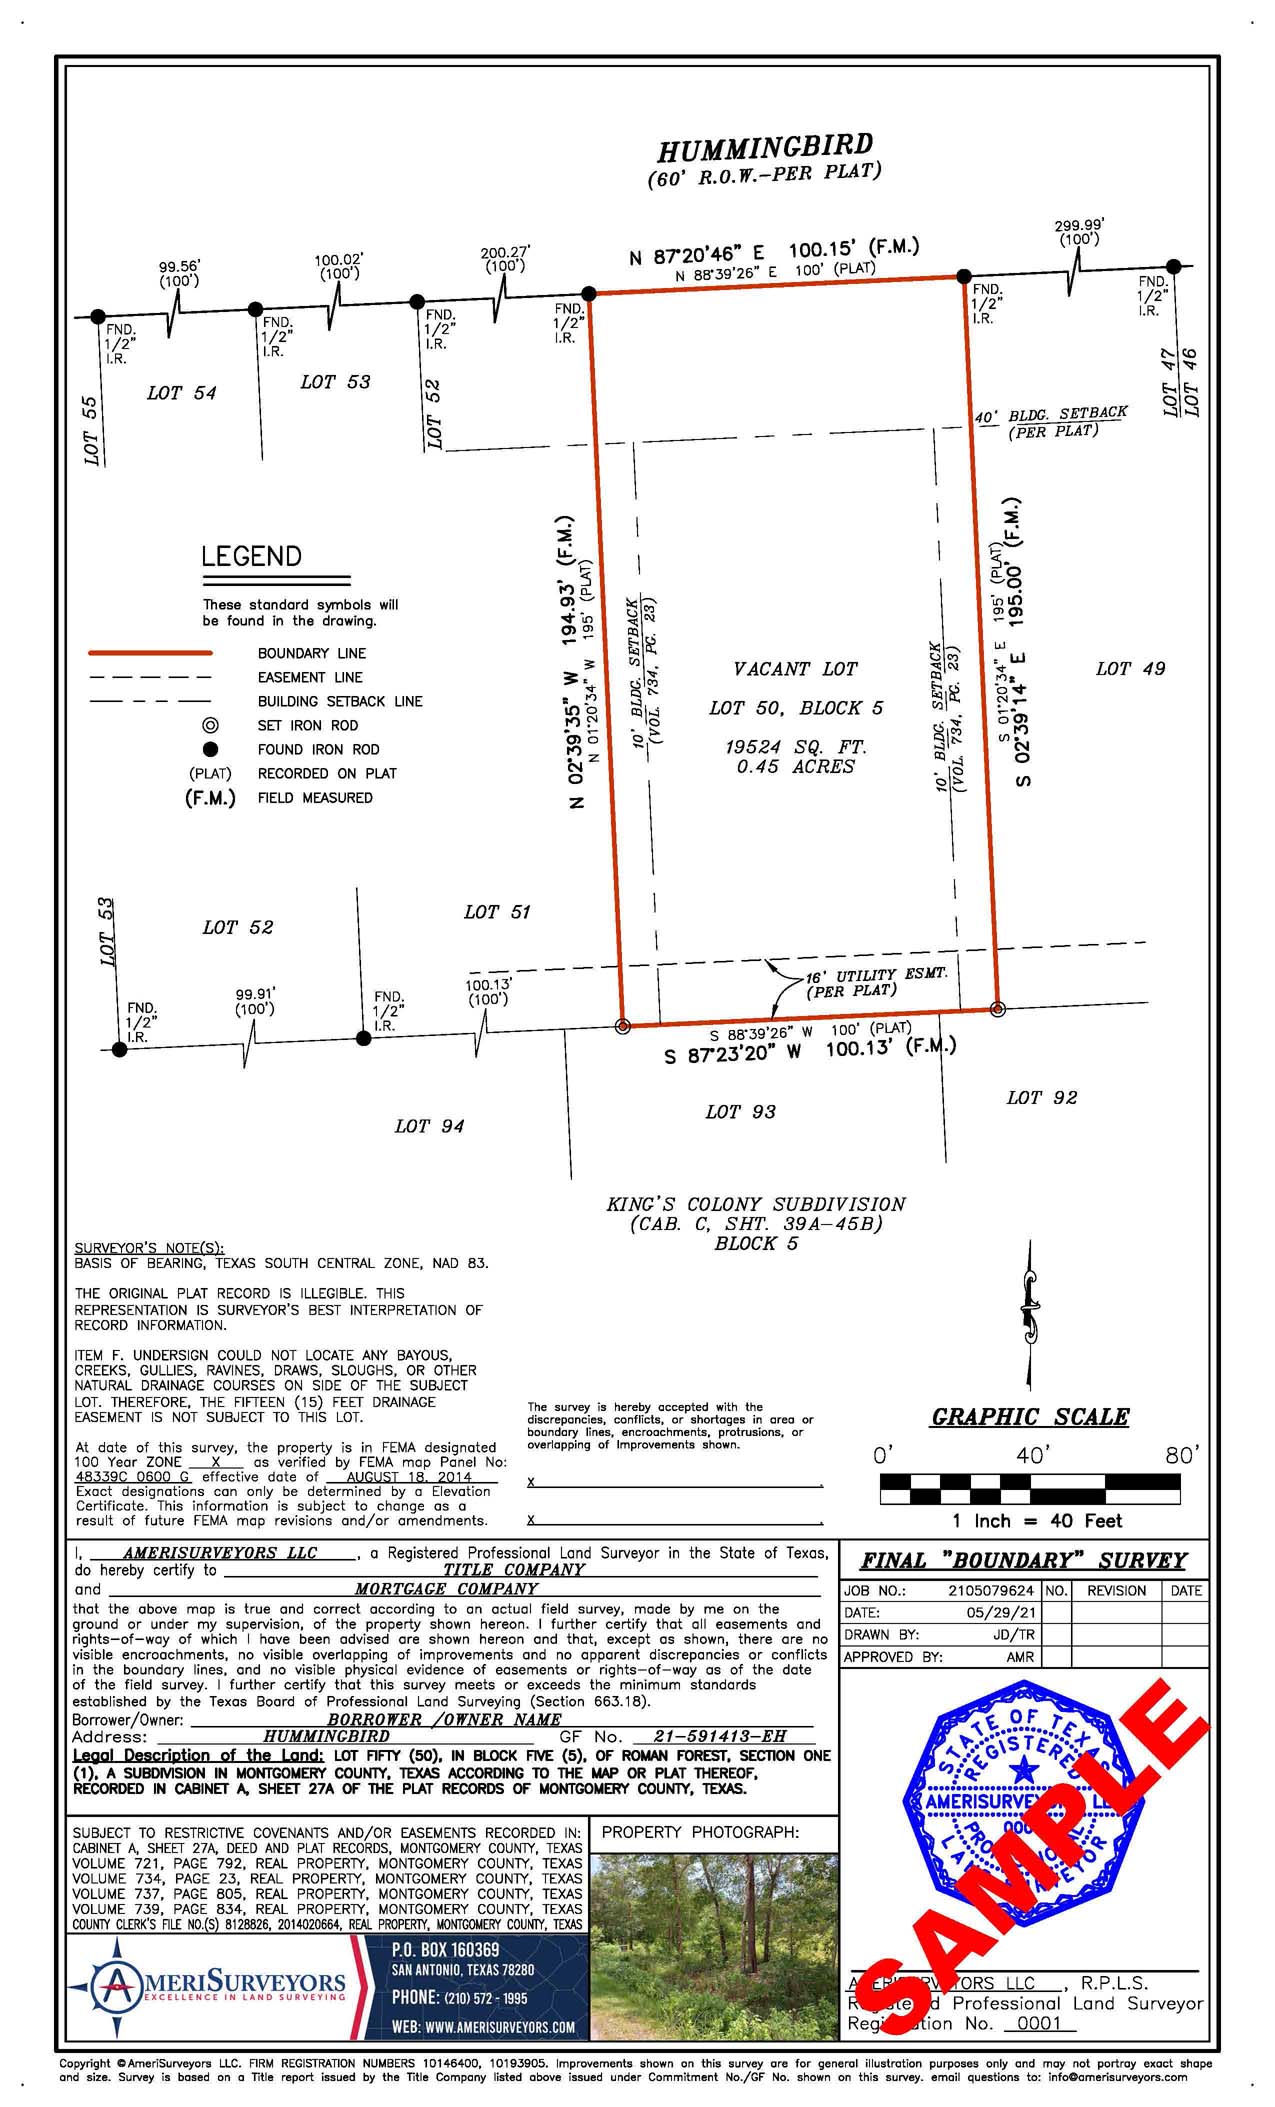 HUMMINGBIRD
(60' R.O.W.-PER PLAT)
99.56'
(100')
100.02'
(100')
200.27'
(100')
N 87°20'46" E 100.15' (F.M.)
N 88°39'26" E 100' (PLAT)
299.99'
(100')
FND.
1/2"
I.R.
FND.
1/2"
I.R.
FND.
1/2"
I.R.
FND.
1/2"
I.R.
FND.
1/2"
I.R.
FND.
1/2"
I.R.
LOT 55
LOT 54
LOT 53
LOT 52
LOT 47
LOT 46
40' BLDG. SETBACK
(PER PLAT)
LEGEND
These standard symbols will
be found in the drawing.
BOUNDARY LINE
EASEMENT LINE
BUILDING SETBACK LINE
SET IRON ROD
FOUND IRON ROD
(PLAT) RECORDED ON PLAT
(F.M.) FIELD MEASURED
N 02°39'35" W 194.93' (F.M.)
N 01°20'34" W 195' (PLAT)
10' BLDG. SETBACK
(VOL. 734, PG. 23)
VACANT LOT
LOT 50, BLOCK 5
19524 SQ. FT.
0.45 ACRES
10' BLDG. SETBACK
(VOL. 734, PG. 23)
S 01°20'34" E 195' (PLAT)
S 02°39'14" E 195.00' (F.M.)
LOT 49
LOT 53
LOT 52
LOT 51
16' UTILITY ESMT.
(PER PLAT)
FND.
1/2"
I.R.
99.91'
(100')
FND.
1/2"
I.R.
100.13'
(100')
S 88°39'26" W 100' (PLAT)
S 87°23'20" W 100.13' (F.M.)
LOT 94
LOT 93
LOT 92
KING'S COLONY SUBDIVISION
(CAB. C, SHT. 39A-45B)
BLOCK 5
SURVEYOR'S NOTE(S):
BASIS OF BEARING, TEXAS SOUTH CENTRAL ZONE, NAD 83.
THE ORIGINAL PLAT RECORD IS ILLEGIBLE. THIS
REPRESENTATION IS SURVEYOR'S BEST INTERPRETATION OF
RECORD INFORMATION.
ITEM F. UNDERSIGN COULD NOT LOCATE ANY BAYOUS,
CREEKS, GULLIES, RAVINES, DRAWS, SLOUGHS, OR OTHER
NATURAL DRAINAGE COURSES ON SIDE OF THE SUBJECT
LOT. THEREFORE, THE FIFTEEN (15) FEET DRAINAGE
EASEMENT IS NOT SUBJECT TO THIS LOT.
At date of this survey, the property is in FEMA designated
100 Year ZONE X as verified by FEMA map Panel No:
48339C 0600 G effective date of AUGUST 18, 2014
Exact designations can only be determined by a Elevation
Certificate. This information is subject to change as a
result of future FEMA map revisions and/or amendments.
The survey is hereby accepted with the
discrepancies, conflicts, or shortages in area or
boundary lines, encroachments, protrusions, or
overlapping of improvements shown.
X
X
GRAPHIC SCALE
0' 40' 80'
1 Inch = 40 Feet
I, AMERISURVEYORS LLC, a Registered Professional Land Surveyor in the State of Texas,
do hereby certify to TITLE COMPANY
and MORTGAGE COMPANY
that the above map is true and correct according to an actual field survey, made by me on the
ground or under my supervision, of the property shown hereon. I further certify that all easements and
rights-of-way of which I have been advised are shown hereon and that, except as shown, there are no
visible encroachments, no visible overlapping of improvements and no apparent discrepancies or conflicts
in the boundary lines, and no visible physical evidence of easements or rights-of-way as of the date
of the field survey. I further certify that this survey meets or exceeds the minimum standards
established by the Texas Board of Professional Land Surveying (Section 663.18).
Borrower/Owner: BORROWER /OWNER NAME
Address: HUMMINGBIRD GF No. 21-591413-EH
Legal Description of the Land: LOT FIFTY (50), IN BLOCK FIVE (5), OF ROMAN FOREST, SECTION ONE
(1), A SUBDIVISION IN MONTGOMERY COUNTY, TEXAS ACCORDING TO THE MAP OR PLAT THEREOF,
RECORDED IN CABINET A, SHEET 27A OF THE PLAT RECORDS OF MONTGOMERY COUNTY, TEXAS.
FINAL "BOUNDARY" SURVEY
JOB NO.: 2105079624 NO. REVISION DATE
DATE: 05/29/21
DRAWN BY: JD/TR
APPROVED BY: AMR
SUBJECT TO RESTRICTIVE COVENANTS AND/OR EASEMENTS RECORDED IN:
CABINET A, SHEET 27A, DEED AND PLAT RECORDS, MONTGOMERY COUNTY, TEXAS
VOLUME 721, PAGE 792, REAL PROPERTY, MONTGOMERY COUNTY, TEXAS
VOLUME 734, PAGE 23, REAL PROPERTY, MONTGOMERY COUNTY, TEXAS
VOLUME 737, PAGE 805, REAL PROPERTY, MONTGOMERY COUNTY, TEXAS
VOLUME 739, PAGE 834, REAL PROPERTY, MONTGOMERY COUNTY, TEXAS
COUNTY CLERK'S FILE NO.(S) 8128826, 2014020664, REAL PROPERTY, MONTGOMERY COUNTY, TEXAS
PROPERTY PHOTOGRAPH:
AMERISURVEYORS
EXCELLENCE IN LAND SURVEYING
P.O. BOX 160369
SAN ANTONIO, TEXAS 78280
PHONE: (210) 572 - 1995
WEB: WWW.AMERISURVEYORS.COM
STATE OF TEXAS
REGISTERED
SAMPLE
AMERISURVEYORS LLC, R.P.L.S.
Registered Professional Land Surveyor
Registration No. 0001
Copyright © AmeriSurveyors LLC. FIRM REGISTRATION NUMBERS 10146400, 10193905. Improvements shown on this survey are for general illustration purposes only and may not portray exact shape
and size. Survey is based on a Title report issued by the Title Company listed above issued under Commitment No./GF No. shown on this survey. email questions to: info@amerisurveyors.com